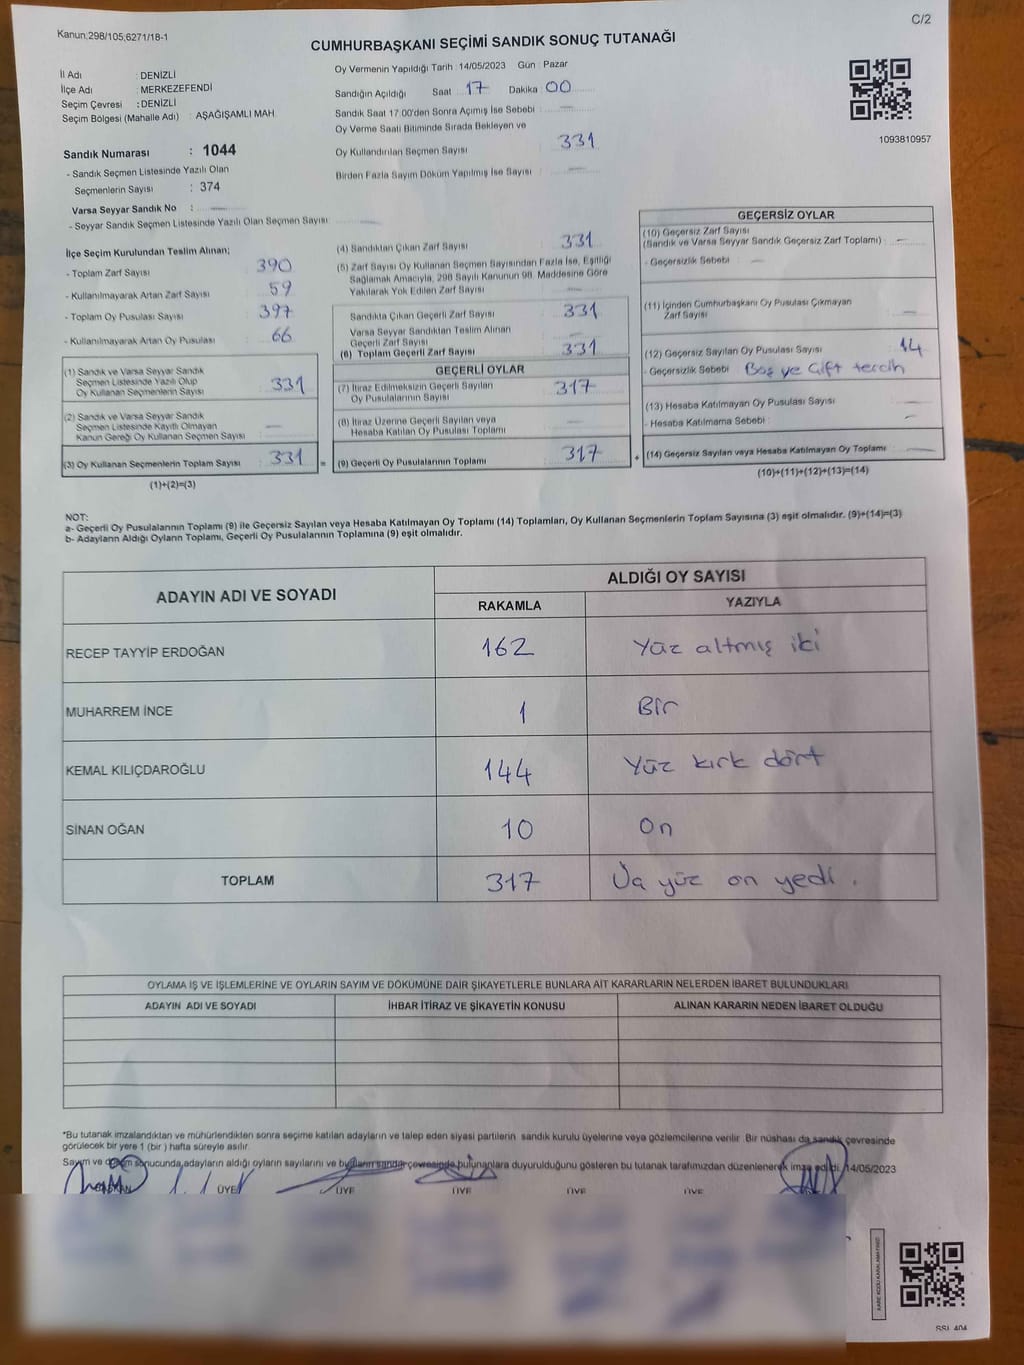 C/2
Kanun:298/105,6271/18-1
CUMHURBAŞKANI SEÇİMİ SANDIK SONUÇ TUTANAĞI
İl Adı : DENİZLİ
İlçe Adı : MERKEZEFENDİ
Seçim Çevresi : DENİZLİ
Seçim Bölgesi (Mahalle Adı) : AŞAĞIŞAMLI MAH
Sandık Numarası : 1044
- Sandık Seçmen Listesinde Yazılı Olan
Seçmenlerin Sayısı : 374
Varsa Seyyar Sandık No :
- Seyyar Sandık Seçmen Listesinde Yazılı Olan Seçmen Sayısı
Oy Vermenin Yapıldığı Tarih : 14/05/2023 Gün : Pazar
Sandığın Açıldığı Saat 17 Dakika : 00
Sandık Saat 17:00'den Sonra Açımış İse Sebebi :
Oy Verme Saati Bitiminde Sırada Bekleyen ve
Oy Kullandırılan Seçmen Sayısı 331
Birden Fazla Sayım Döküm Yapılmış İse Sayısı :
1093810957
İlçe Seçim Kurulundan Teslim Alınan;
- Toplam Zarf Sayısı 390
- Kullanılmayarak Artan Zarf Sayısı 59
- Toplam Oy Pusulası Sayısı 397
- Kullanılmayarak Artan Oy Pusulası 66
(1) Sandık ve Varsa Seyyar Sandık
Seçmen Listesinde Yazılı Olup
Oy Kullanan Seçmenlerin Sayısı 331
(2) Sandık ve Varsa Seyyar Sandık
Seçmen Listesinde Kayıtlı Olmayan
Kanun Gereği Oy Kullanan Seçmen Sayısı
(3) Oy Kullanan Seçmenlerin Toplam Sayısı : 331 =
(1)+(2)=(3)
(4) Sandıktan Çıkan Zarf Sayısı 331
(5) Zarf Sayısı Oy Kullanan Seçmen Sayısından Fazla İse, Eşitliği
Sağlamak Amacıyla, 298 Sayılı Kanunun 98. Maddesine Göre
Yakılarak Yok Edilen Zarf Sayısı
Sandıkta Çıkan Geçerli Zarf Sayısı 331
Varsa Seyyar Sandıktan Teslim Alınan
Geçerli Zarf Sayısı
(6) Toplam Geçerli Zarf Sayısı 331
GEÇERLİ OYLAR
(7) İtiraz Edilmeksizin Geçerli Sayılan
Oy Pusulalarının Sayısı 317
(8) İtiraz Üzerine Geçerli Sayılan veya
Hesaba Katılan Oy Pusulası Toplamı
(9) Geçerli Oy Pusulalarının Toplamı 317 +
GEÇERSİZ OYLAR
(10) Geçersiz Zarf Sayısı
(Sandık ve Varsa Seyyar Sandık Geçersiz Zarf Toplamı) :
- Geçersizlik Sebebi :
(11) İçinden Cumhurbaşkanı Oy Pusulası Çıkmayan
Zarf Sayısı
(12) Geçersiz Sayılan Oy Pusulası Sayısı 14
- Geçersizlik Sebebi Boş ve Çift tercih
(13) Hesaba Katılmayan Oy Pusulası Sayısı
- Hesaba Katılmama Sebebi :
(14) Geçersiz Sayılan veya Hesaba Katılmayan Oy Toplamı
(10)+(11)+(12)+(13)=(14)
NOT:
a- Geçerli Oy Pusulalarının Toplamı (9) ile Geçersiz Sayılan veya Hesaba Katılmayan Oy Toplamı (14) Toplamları, Oy Kullanan Seçmenlerin Toplam Sayısına (3) eşit olmalıdır. (9)+(14)=(3)
b- Adayların Aldığı Oyların Toplamı, Geçerli Oy Pusulalarının Toplamına (9) eşit olmalıdır.
ADAYIN ADI VE SOYADI
ALDIĞI OY SAYISI
RAKAMLA YAZIYLA
RECEP TAYYİP ERDOĞAN 162 Yüz altmış iki
MUHARREM İNCE 1 Bir
KEMAL KILIÇDAROĞLU 144 Yüz kırk dört
SİNAN OĞAN 10 On
TOPLAM 317 Üç yüz on yedi.
OYLAMA İŞ VE İŞLEMLERİNE VE OYLARIN SAYIM VE DÖKÜMÜNE DAİR ŞİKAYETLERLE BUNLARA AİT KARARLARIN NELERDEN İBARET BULUNDUKLARI
ADAYIN ADI VE SOYADI İHBAR İTİRAZ VE ŞİKAYETİN KONUSU ALINAN KARARIN NEDEN İBARET OLDUĞU
*Bu tutanak imzalandıktan ve mühürlendikten sonra seçime katılan adayların ve talep eden siyasi partilerin sandık kurulu üyelerine veya gözlemcilerine verilir. Bir nüshası da sandık çevresinde
görülecek bir yere 1 (bir) hafta süreyle asılır.
Sayım ve döküm sonucunda adayların aldığı oyların sayılarını ve bunların sandık çevresinde bulunanlara duyurulduğunu gösteren bu tutanak tarafımızdan düzenlenerek imza edildi. 14/05/2023
BAŞKAN ÜYE ÜYE ÜYE ÜYE ÜYE